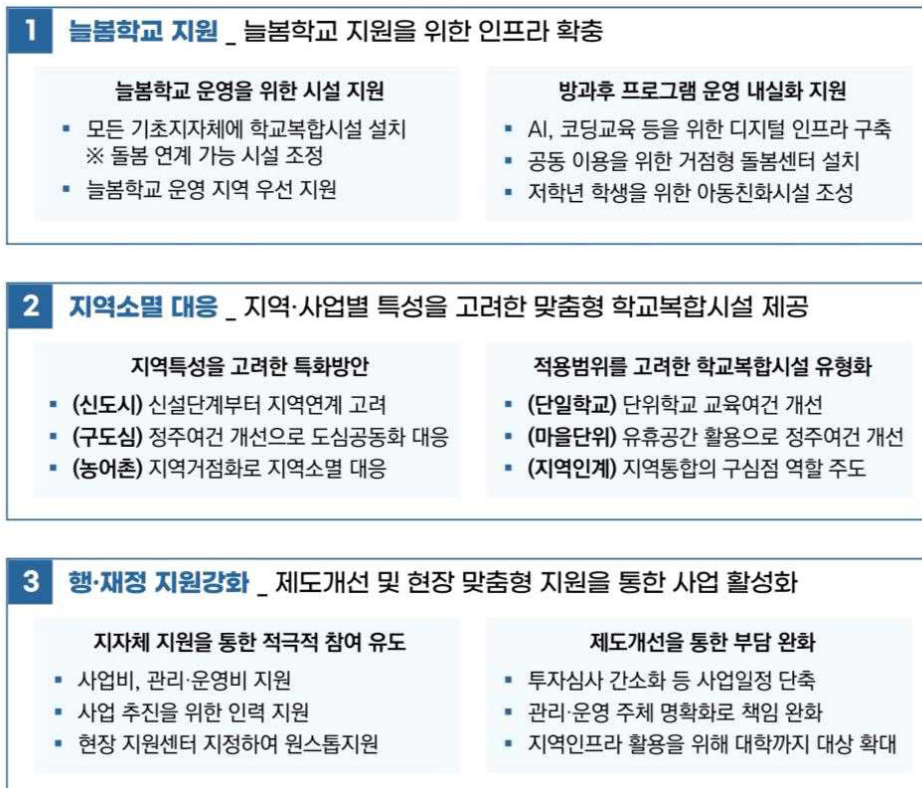 1 늘봄학교 지원 _ 늘봄학교 지원을 위한 인프라 확충
늘봄학교 운영을 위한 시설 지원
▪ 모든 기초지자체에 학교복합시설 설치
※ 돌봄 연계 가능 시설 조정
▪ 늘봄학교 운영 지역 우선 지원
방과후 프로그램 운영 내실화 지원
▪ AI, 코딩교육 등을 위한 디지털 인프라 구축
▪ 공동 이용을 위한 거점형 돌봄센터 설치
▪ 저학년 학생을 위한 아동친화시설 조성
2 지역소멸 대응 _ 지역·사업별 특성을 고려한 맞춤형 학교복합시설 제공
지역특성을 고려한 특화방안
▪ (신도시) 신설단계부터 지역연계 고려
▪ (구도심) 정주여건 개선으로 도심공동화 대응
▪ (농어촌) 지역거점화로 지역소멸 대응
적용범위를 고려한 학교복합시설 유형화
▪ (단일학교) 단위학교 교육여건 개선
▪ (마을단위) 유휴공간 활용으로 정주여건 개선
▪ (지역인계) 지역통합의 구심점 역할 주도
3 행·재정 지원강화 _ 제도개선 및 현장 맞춤형 지원을 통한 사업 활성화
지자체 지원을 통한 적극적 참여 유도
▪ 사업비, 관리·운영비 지원
▪ 사업 추진을 위한 인력 지원
▪ 현장 지원센터 지정하여 원스톱지원
제도개선을 통한 부담 완화
▪ 투자심사 간소화 등 사업일정 단축
▪ 관리·운영 주체 명확화로 책임 완화
▪ 지역인프라 활용을 위해 대학까지 대상 확대